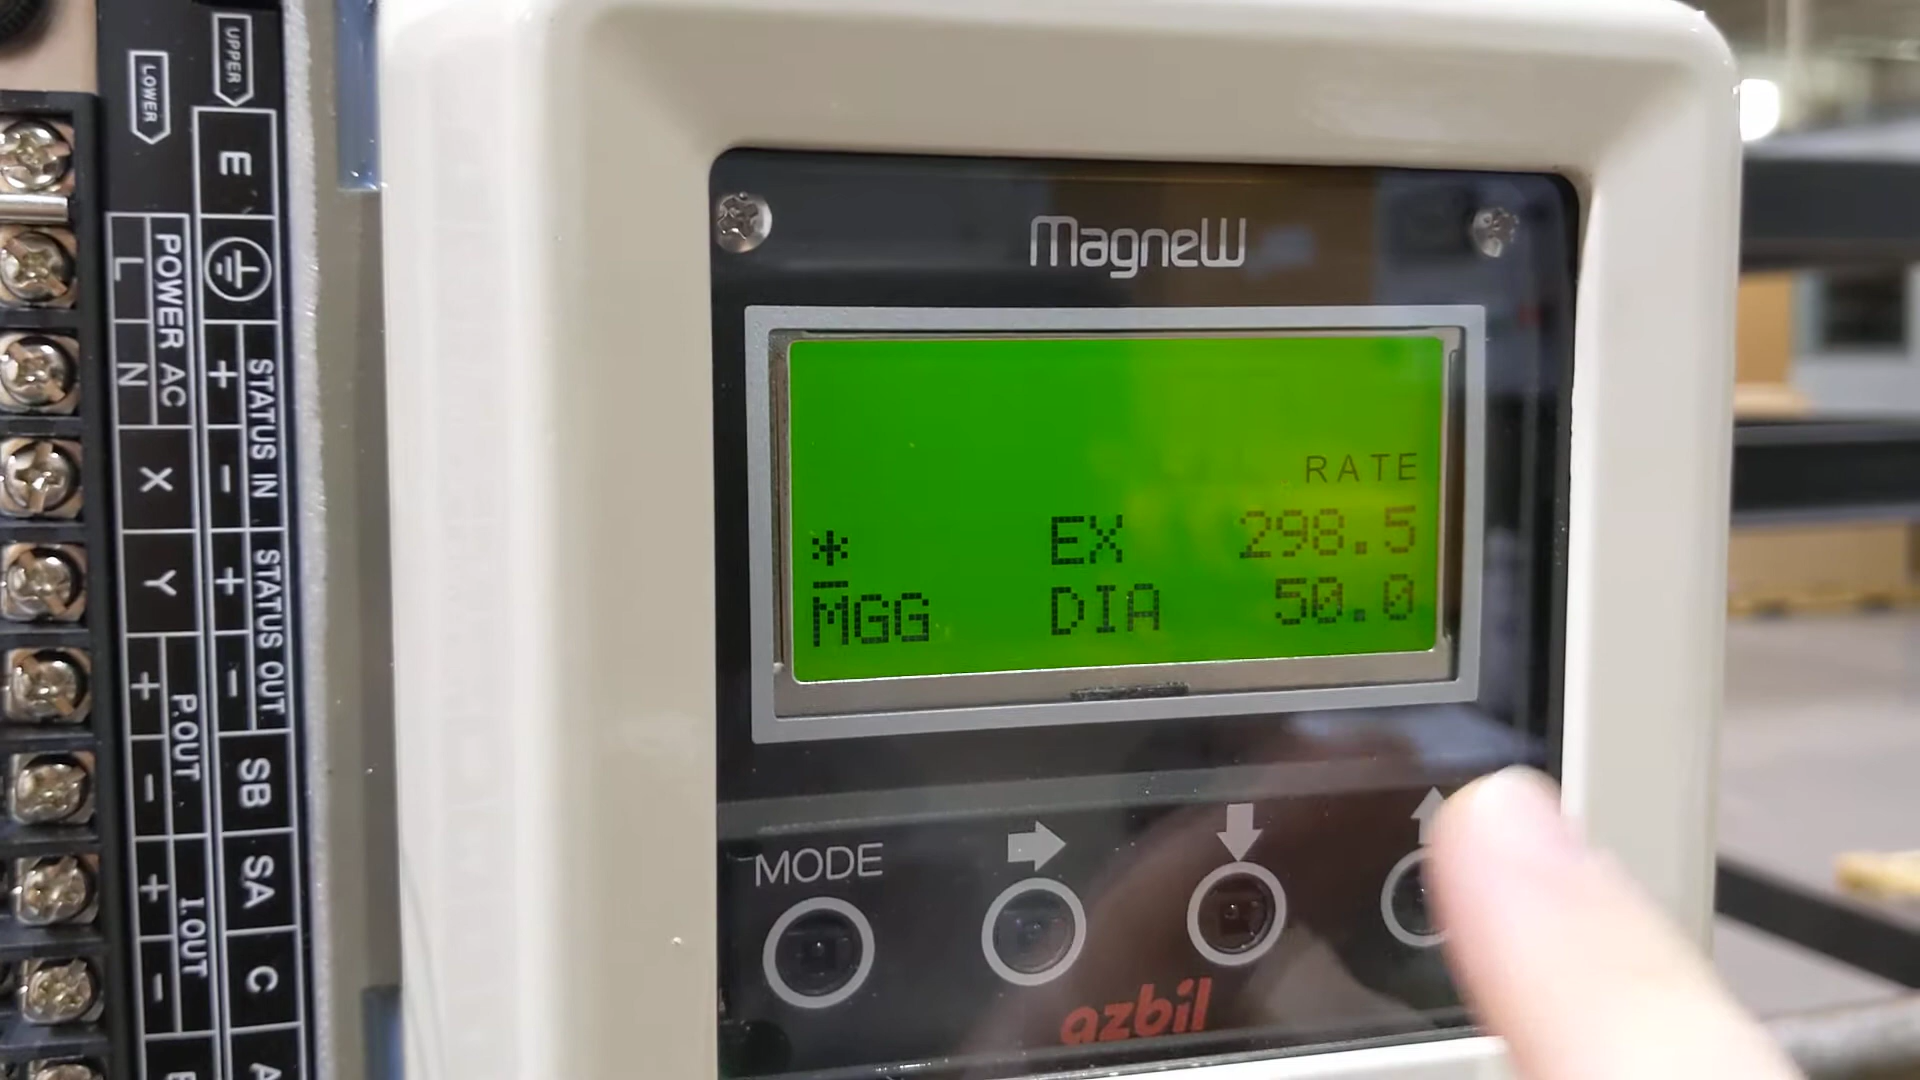 UPPER
LOWER
E
POWER AC
L
N
STATUS IN
+
-
X
Y
STATUS OUT
+
-
P.OUT
+
-
SB
SA
I.OUT
+
-
C
A
MagneW
RATE
* EX 298.5
MGG DIA 50.0
MODE
azbil